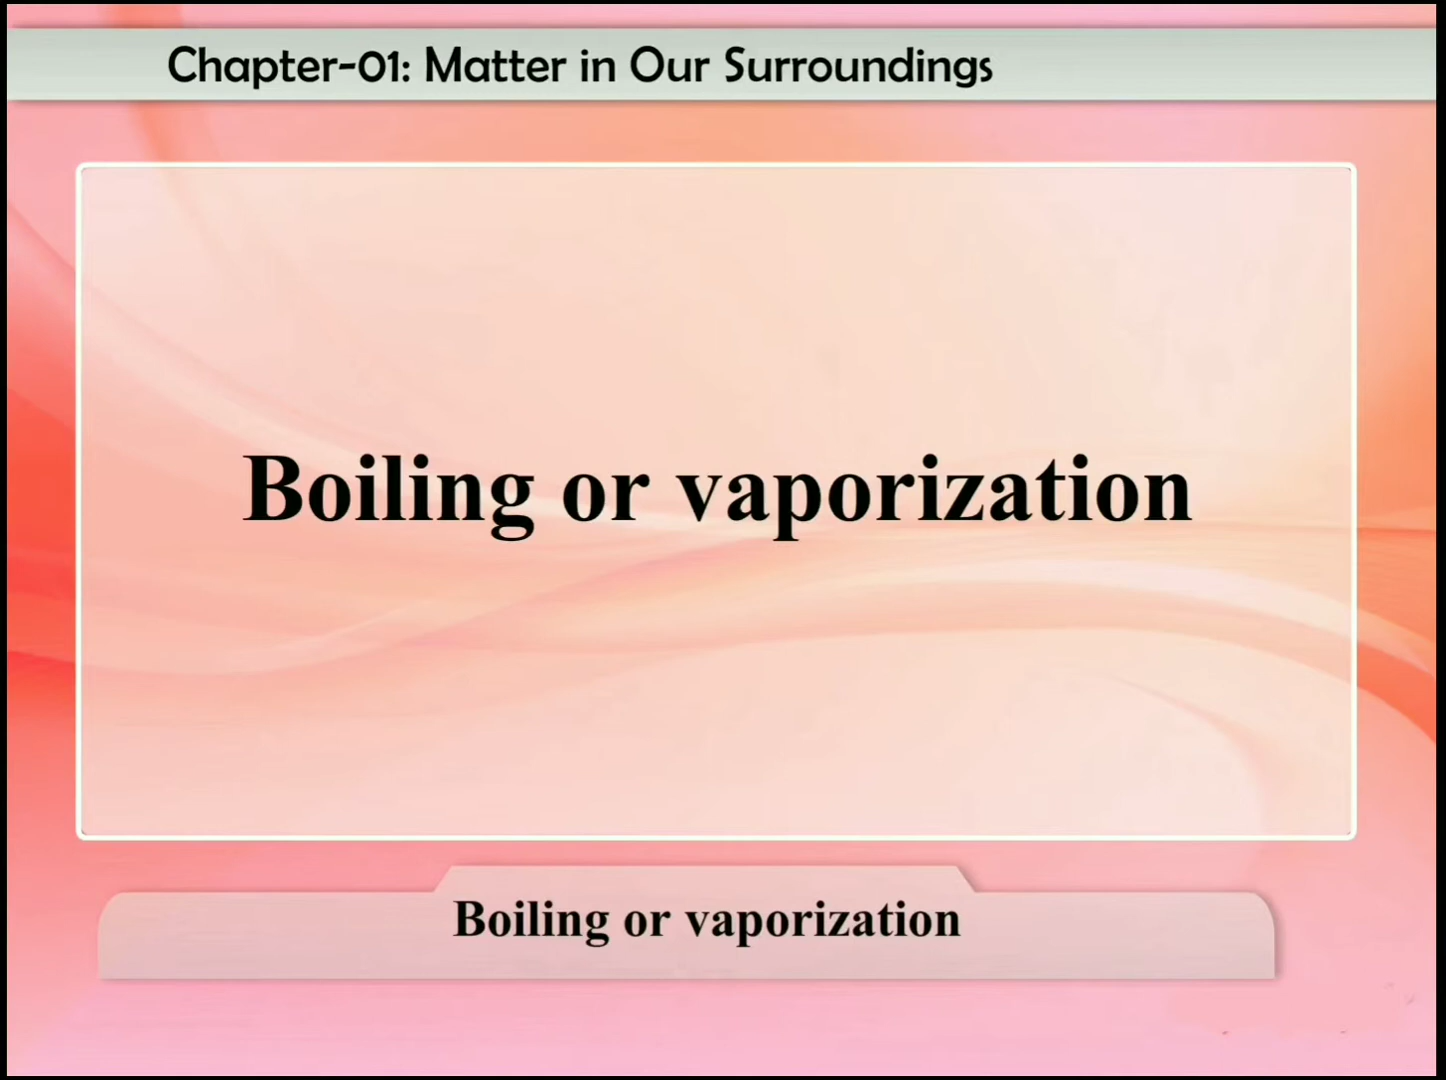 Chapter-01: Matter in Our Surroundings
Boiling or vaporization
Boiling or vaporization